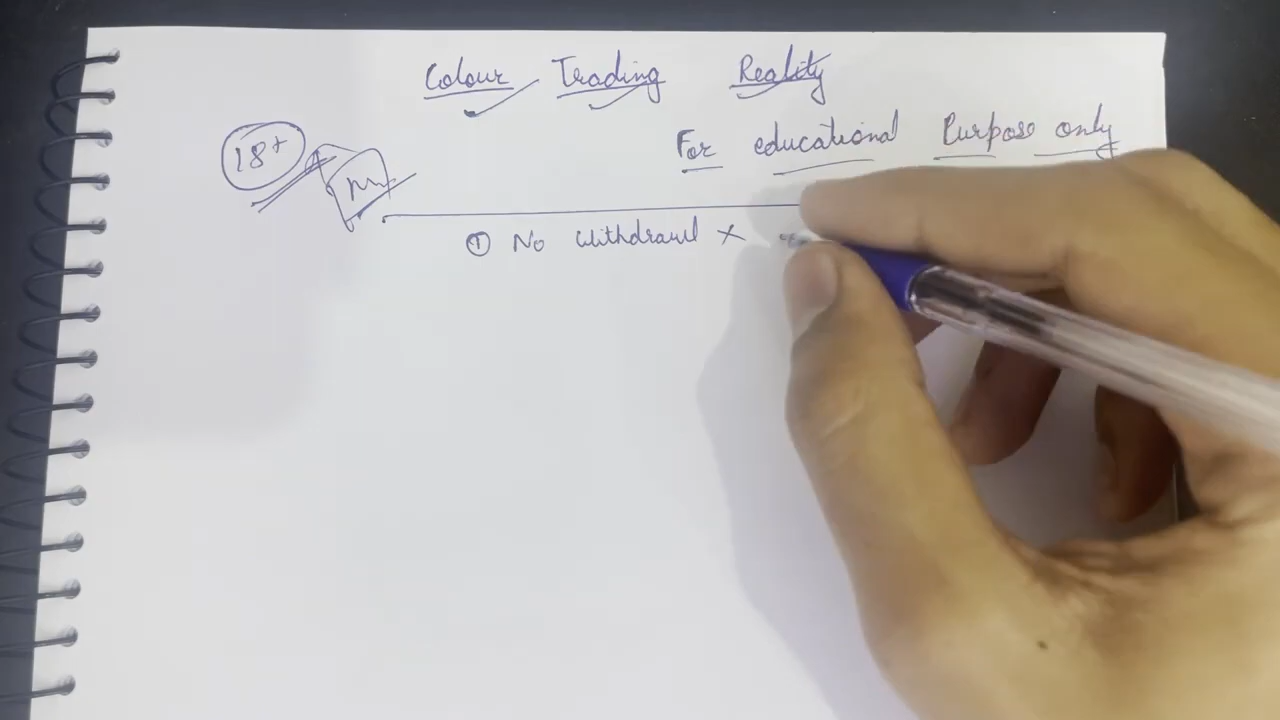 Colour Trading Reality
For educational Purpose only
18+
① No Withdrawl ×